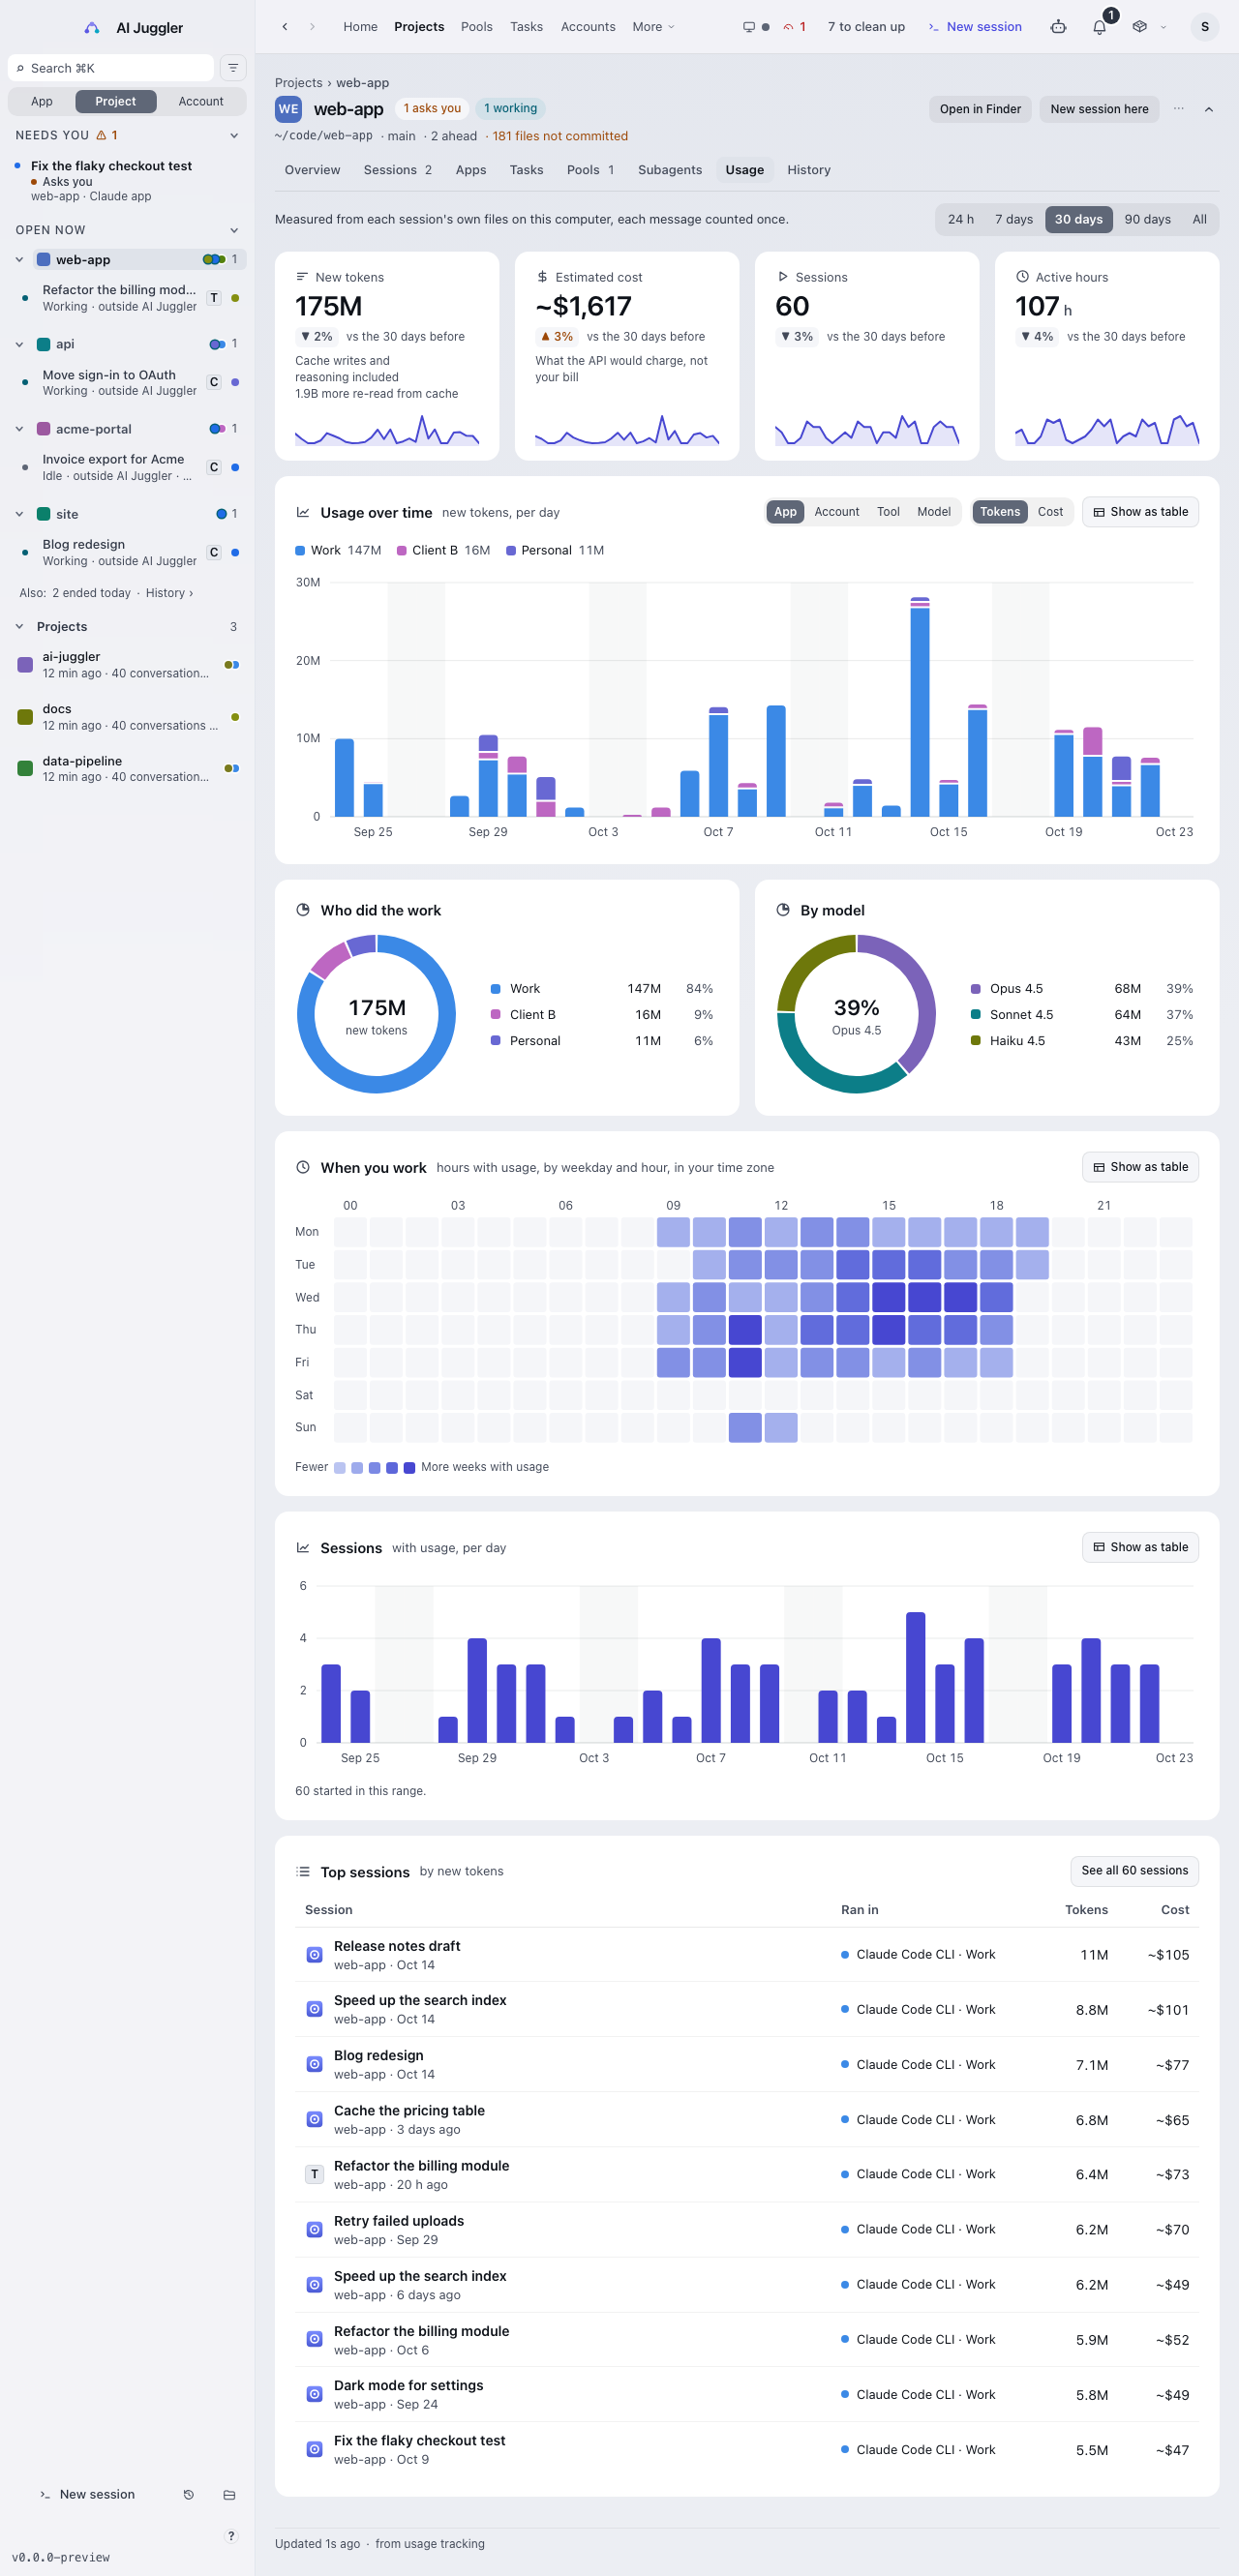 AI Juggler
Search ⌘K
App Project Account
NEEDS YOU 1
Fix the flaky checkout test
Asks you
web-app · Claude app
OPEN NOW
web-app 1
Refactor the billing mod... T
Working · outside AI Juggler
api 1
Move sign-in to OAuth C
Working · outside AI Juggler
acme-portal 1
Invoice export for Acme C
Idle · outside AI Juggler · ...
site 1
Blog redesign C
Working · outside AI Juggler
Also: 2 ended today · History ›
Projects 3
ai-juggler
12 min ago · 40 conversation...
docs
12 min ago · 40 conversations ...
data-pipeline
12 min ago · 40 conversation...
New session
?
v0.0.0-preview
Home Projects Pools Tasks Accounts More 1 7 to clean up New session 1 S
Projects › web-app
WE web-app 1 asks you 1 working Open in Finder New session here ...
~/code/web-app · main · 2 ahead · 181 files not committed
Overview Sessions 2 Apps Tasks Pools 1 Subagents Usage History
Measured from each session's own files on this computer, each message counted once. 24 h 7 days 30 days 90 days All
New tokens
175M
▼ 2% vs the 30 days before
Cache writes and
reasoning included
1.9B more re-read from cache
Estimated cost
~$1,617
▲ 3% vs the 30 days before
What the API would charge, not
your bill
Sessions
60
▼ 3% vs the 30 days before
Active hours
107 h
▼ 4% vs the 30 days before
Usage over time new tokens, per day App Account Tool Model Tokens Cost Show as table
Work 147M Client B 16M Personal 11M
30M
20M
10M
0
Sep 25 Sep 29 Oct 3 Oct 7 Oct 11 Oct 15 Oct 19 Oct 23
Who did the work
175M
new tokens
Work 147M 84%
Client B 16M 9%
Personal 11M 6%
By model
39%
Opus 4.5
Opus 4.5 68M 39%
Sonnet 4.5 64M 37%
Haiku 4.5 43M 25%
When you work hours with usage, by weekday and hour, in your time zone Show as table
00 03 06 09 12 15 18 21
Mon
Tue
Wed
Thu
Fri
Sat
Sun
Fewer More weeks with usage
Sessions with usage, per day Show as table
6
4
2
0
Sep 25 Sep 29 Oct 3 Oct 7 Oct 11 Oct 15 Oct 19 Oct 23
60 started in this range.
Top sessions by new tokens See all 60 sessions
Session Ran in Tokens Cost
Release notes draft
web-app · Oct 14
Claude Code CLI · Work 11M ~$105
Speed up the search index
web-app · Oct 14
Claude Code CLI · Work 8.8M ~$101
Blog redesign
web-app · Oct 14
Claude Code CLI · Work 7.1M ~$77
Cache the pricing table
web-app · 3 days ago
Claude Code CLI · Work 6.8M ~$65
T
Refactor the billing module
web-app · 20 h ago
Claude Code CLI · Work 6.4M ~$73
Retry failed uploads
web-app · Sep 29
Claude Code CLI · Work 6.2M ~$70
Speed up the search index
web-app · 6 days ago
Claude Code CLI · Work 6.2M ~$49
Refactor the billing module
web-app · Oct 6
Claude Code CLI · Work 5.9M ~$52
Dark mode for settings
web-app · Sep 24
Claude Code CLI · Work 5.8M ~$49
Fix the flaky checkout test
web-app · Oct 9
Claude Code CLI · Work 5.5M ~$47
Updated 1s ago · from usage tracking